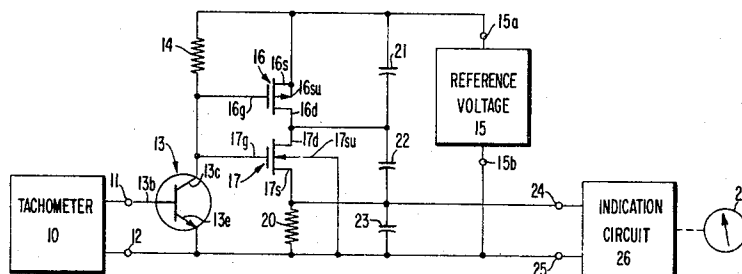 14
16
16s
16su
16g
16d
21
15a
REFERENCE
VOLTAGE
15
15b
13
17g
17d
17su
22
17
17s
11
13b
13c
13e
TACHOMETER
10
12
20
23
24
25
INDICATION
CIRCUIT
26